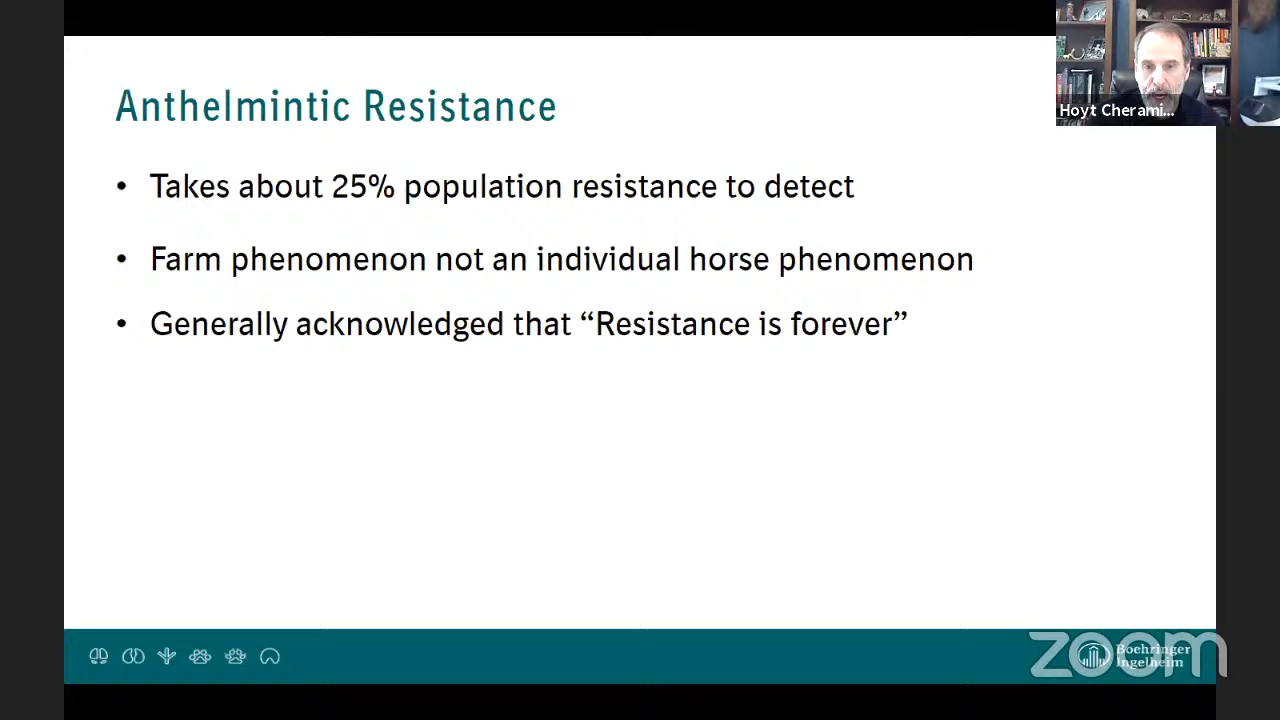 Anthelmintic Resistance
Hoyt Cherami...
• Takes about 25% population resistance to detect
• Farm phenomenon not an individual horse phenomenon
• Generally acknowledged that “Resistance is forever”
zoom
Boehringer
Ingelheim